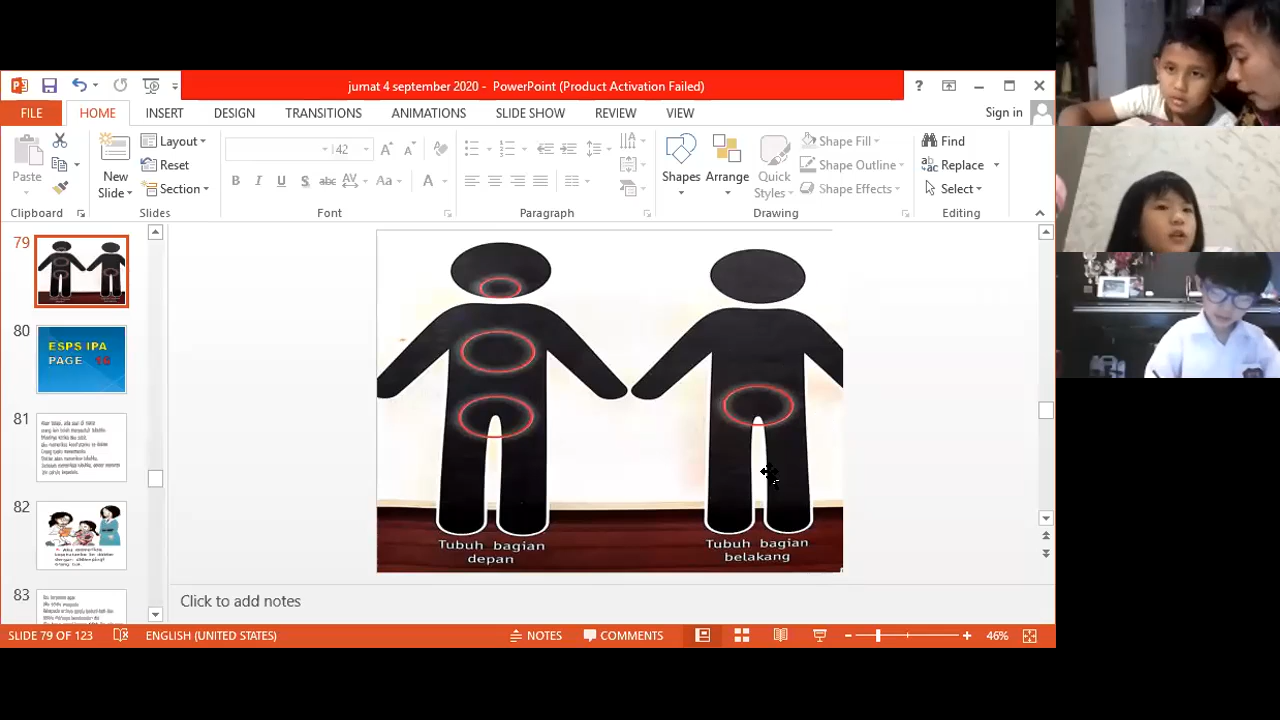 jumat 4 september 2020 - PowerPoint (Product Activation Failed)
FILE
HOME
INSERT
DESIGN
TRANSITIONS
ANIMATIONS
SLIDE SHOW
REVIEW
VIEW
Sign in
Paste
New
Slide
Layout
Reset
Section
42
Shapes
Arrange
Quick
Styles
Shape Fill
Shape Outline
Shape Effects
Find
Replace
Select
Clipboard
Slides
Font
Paragraph
Drawing
Editing
79
80
ESPS IPA
PAGE 16
81
82
83
Tubuh bagian
depan
Tubuh bagian
belakang
Click to add notes
SLIDE 79 OF 123
ENGLISH (UNITED STATES)
NOTES
COMMENTS
46%